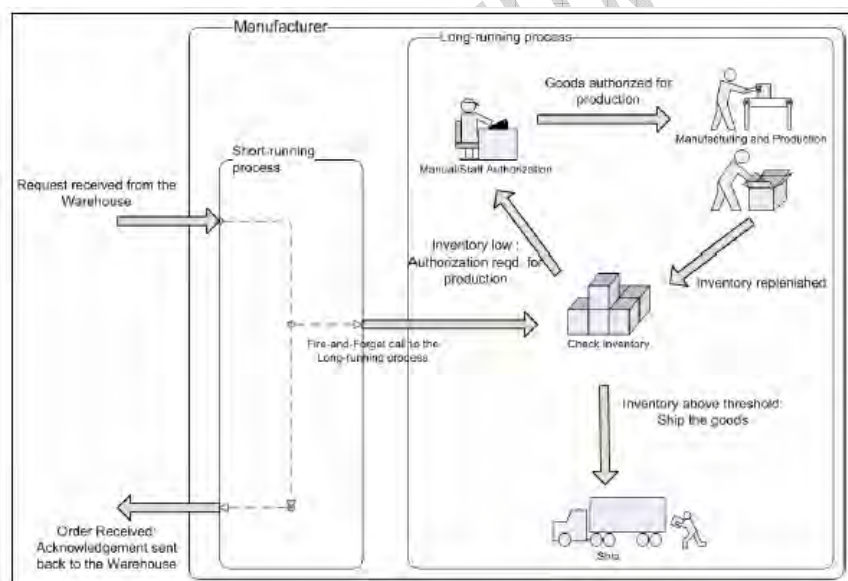 Manufacturer
Long-running process
Goods authorized for
production
Manufacturing and Production
Manual/Staff Authorization
Short-running
process
Request received from the
Warehouse
Inventory low :
Authorization reqd. for
production
Inventory replenished
Check Inventory
Fire-and-Forget call to the
Long-running process
Inventory above threshold:
Ship the goods
Order Received:
Acknowledgement sent
back to the Warehouse
Ship